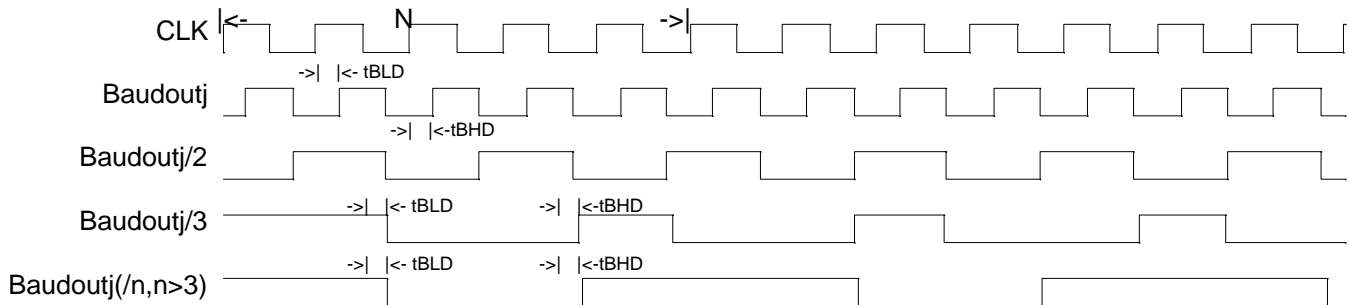 CLK |<- N ->|
->| |<- tBLD
Baudoutj
->| |<-tBHD
Baudoutj/2
->| |<- tBLD ->| |<-tBHD
Baudoutj/3
->| |<- tBLD ->| |<-tBHD
Baudoutj(/n,n>3)